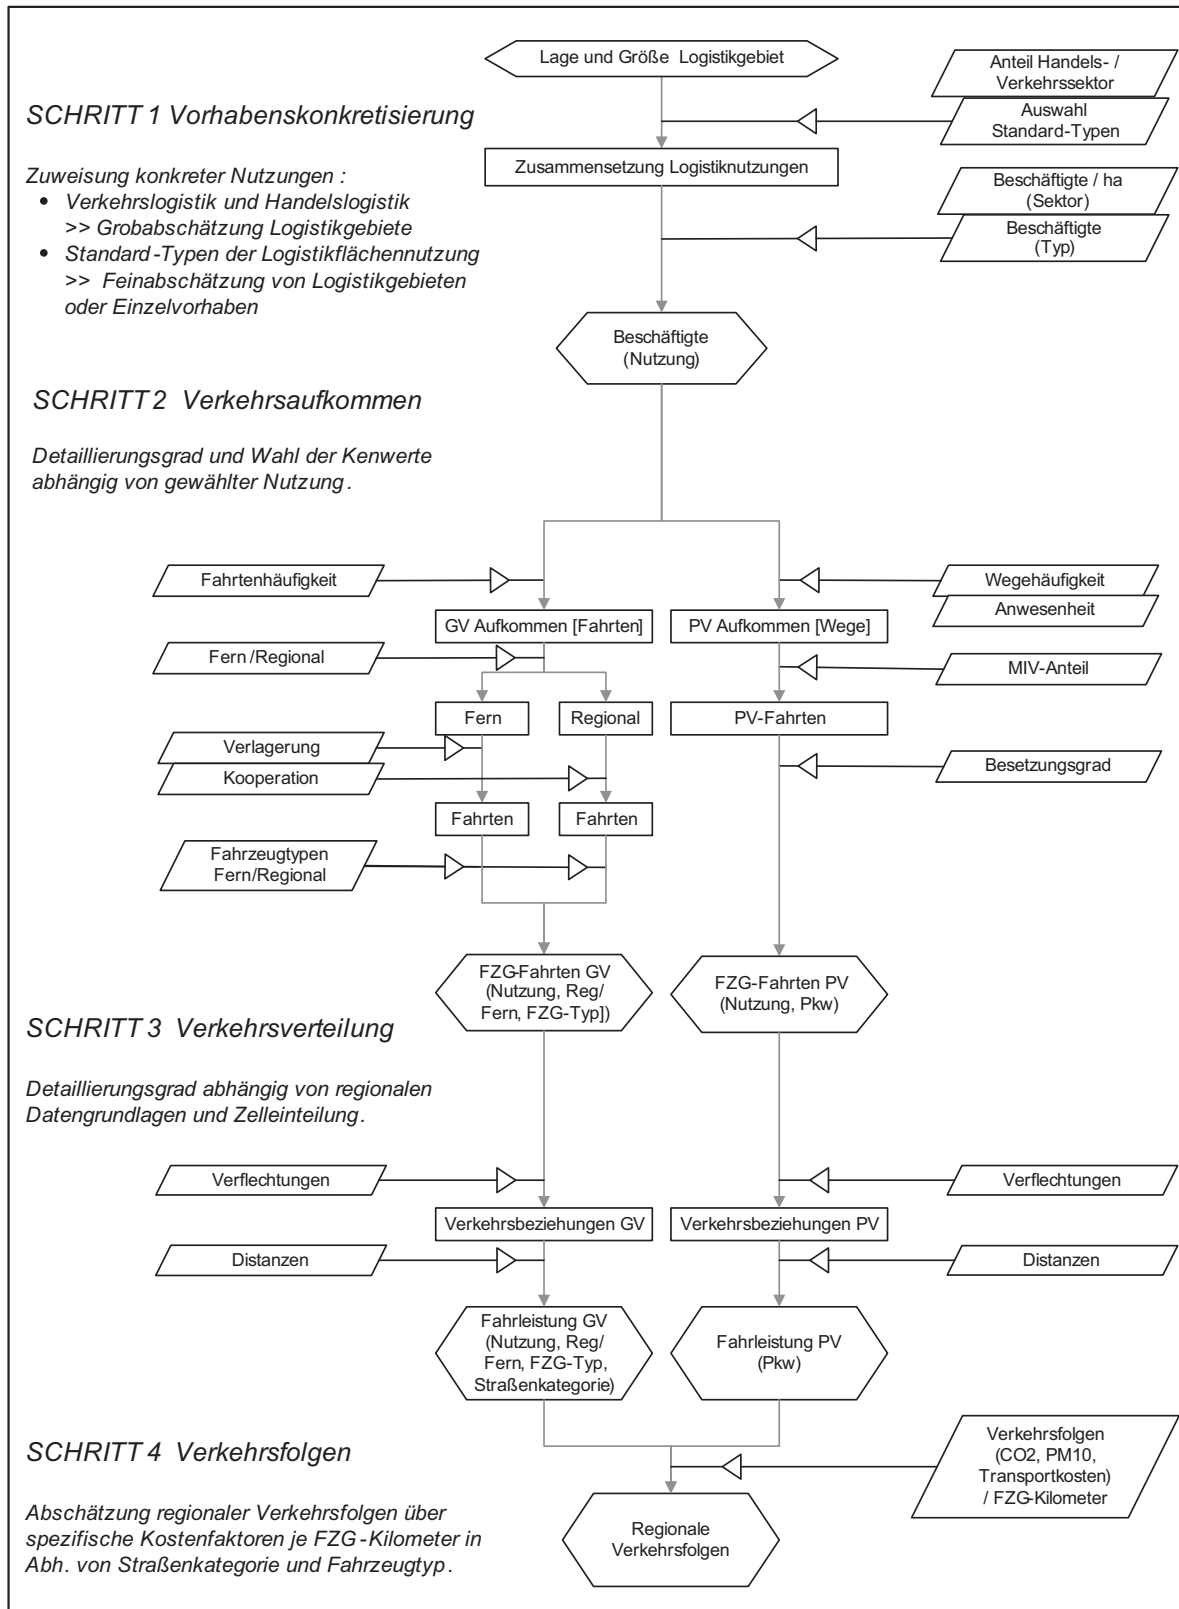 Lage und Größe Logistikgebiet
Anteil Handels- /
Verkehrssektor
SCHRITT 1 Vorhabenskonkretisierung
Auswahl
Standard-Typen
Zusammensetzung Logistiknutzungen
Zuweisung konkreter Nutzungen :
• Verkehrslogistik und Handelslogistik
>> Grobabschätzung Logistikgebiete
• Standard-Typen der Logistikflächennutzung
>> Feinabschätzung von Logistikgebieten
oder Einzelvorhaben
Beschäftigte / ha
(Sektor)
Beschäftigte
(Typ)
Beschäftigte
(Nutzung)
SCHRITT 2 Verkehrsaufkommen
Detaillierungsgrad und Wahl der Kenwerte
abhängig von gewählter Nutzung.
Fahrtenhäufigkeit
Wegehäufigkeit
Anwesenheit
GV Aufkommen [Fahrten]
PV Aufkommen [Wege]
Fern/Regional
MIV-Anteil
Fern
Regional
PV-Fahrten
Verlagerung
Kooperation
Besetzungsgrad
Fahrten
Fahrten
Fahrzeugtypen
Fern/Regional
FZG-Fahrten GV
(Nutzung, Reg/
Fern, FZG-Typ])
FZG-Fahrten PV
(Nutzung, Pkw)
SCHRITT 3 Verkehrsverteilung
Detaillierungsgrad abhängig von regionalen
Datengrundlagen und Zelleinteilung.
Verflechtungen
Verflechtungen
Verkehrsbeziehungen GV
Verkehrsbeziehungen PV
Distanzen
Distanzen
Fahrleistung GV
(Nutzung, Reg/
Fern, FZG-Typ,
Straßenkategorie)
Fahrleistung PV
(Pkw)
SCHRITT 4 Verkehrsfolgen
Verkehrsfolgen
(CO2, PM10,
Transportkosten)
/ FZG-Kilometer
Abschätzung regionaler Verkehrsfolgen über
spezifische Kostenfaktoren je FZG-Kilometer in
Abh. von Straßenkategorie und Fahrzeugtyp.
Regionale
Verkehrsfolgen